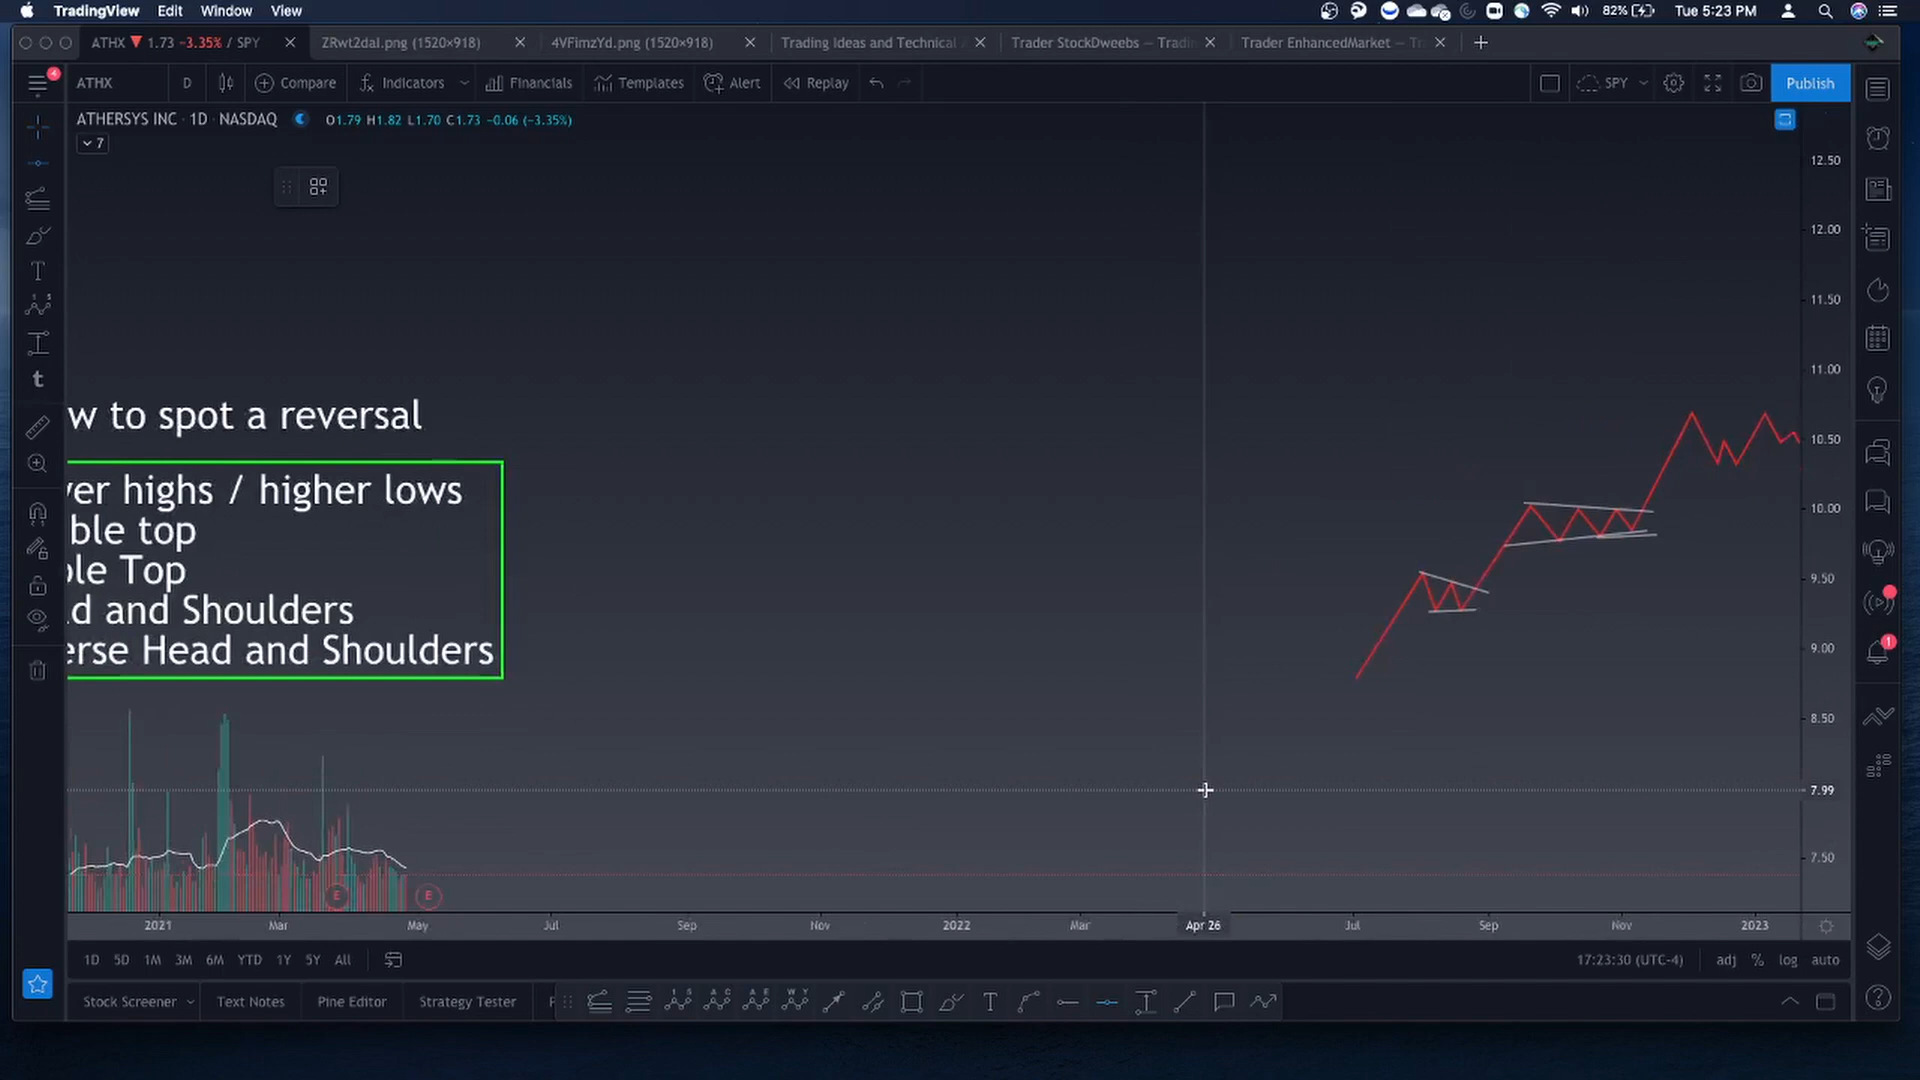 TradingView Edit Window View 82% Tue 5:23 PM
ATHX 1.73 -3.35% / SPY ZRwt2dal.png (1520×918) 4VFimzYd.png (1520×918) Trading Ideas and Technical Trader StockDweebs — Tradin Trader EnhancedMarket — Tr
4 ATHX D Compare Indicators Financials Templates Alert Replay SPY Publish
ATHERSYS INC · 1D · NASDAQ O1.79 H1.82 L1.70 C1.73 -0.06 (-3.35%)
7
12.50
12.00
11.50
11.00
10.50
10.00
9.50
9.00
8.50
7.99
7.50
w to spot a reversal
er highs / higher lows
ble top
le Top
d and Shoulders
erse Head and Shoulders
1
E E
2021 Mar May Jul Sep Nov 2022 Mar Apr 26 Jul Sep Nov 2023
1D 5D 1M 3M 6M YTD 1Y 5Y All 17:23:30 (UTC-4) adj % log auto
Stock Screener Text Notes Pine Editor Strategy Tester